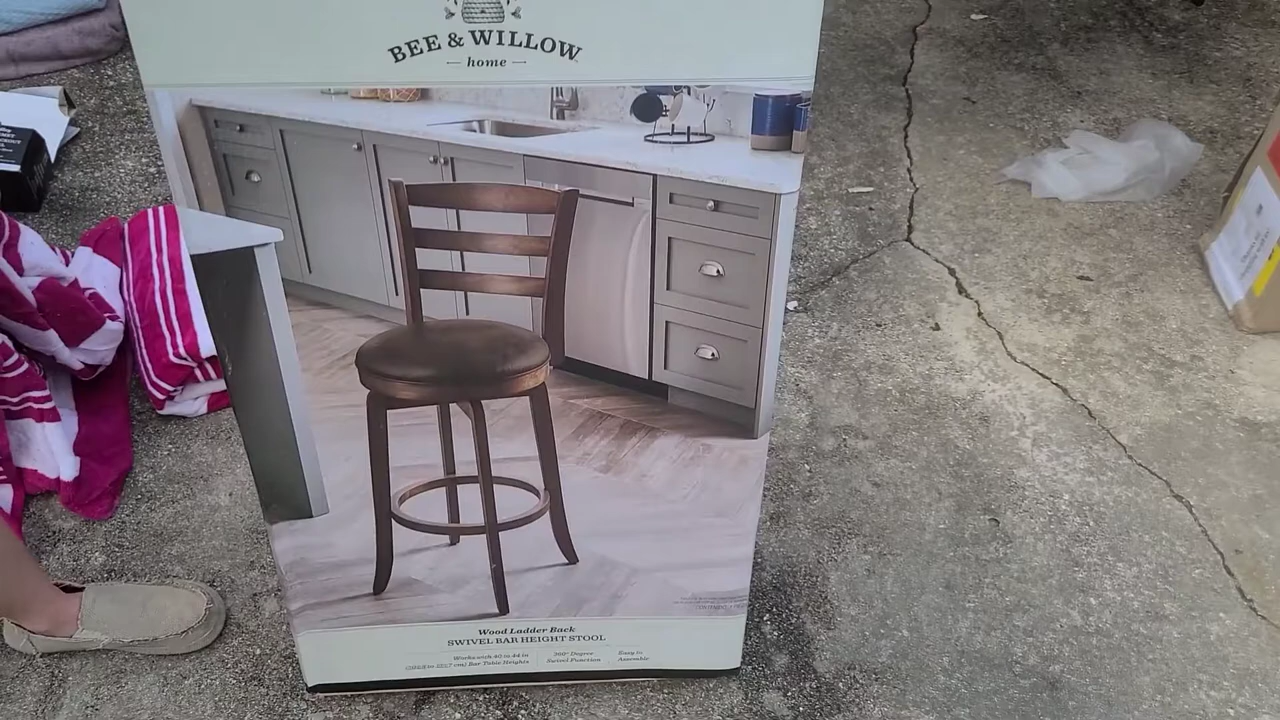 BEE & WILLOW
home
Wood Ladder Back
SWIVEL BAR HEIGHT STOOL
Works with 40 to 44 in
Bar Table Heights
360° Degree
Swivel Function
Easy to
Assemble